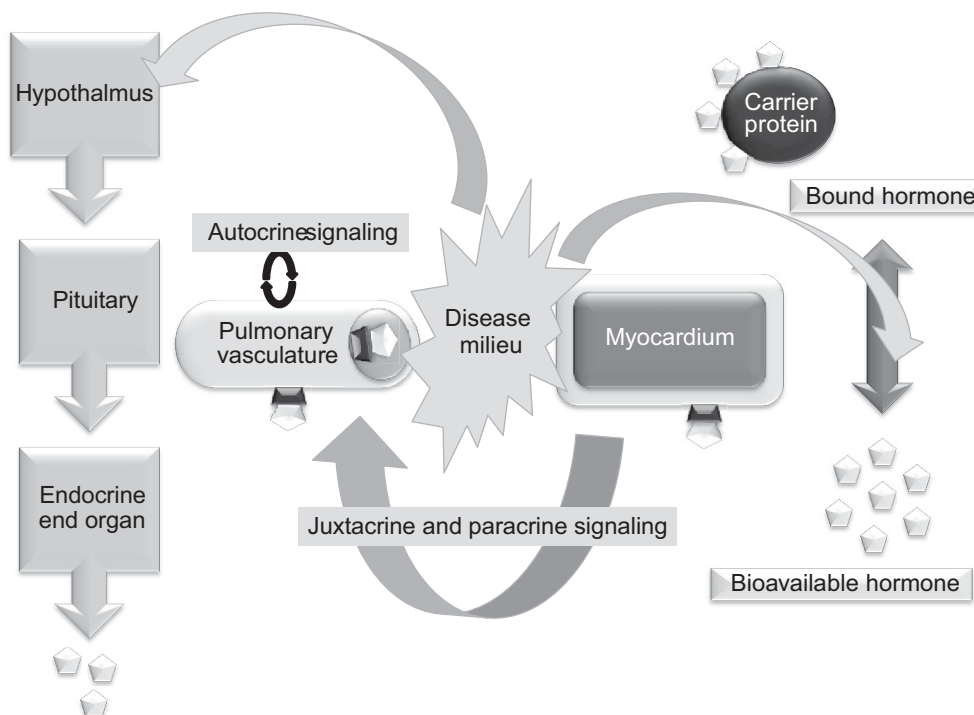 Hypothalmus
Carrier
protein
Bound hormone
Autocrinesignaling
Pituitary
Pulmonary
vasculature
Disease
milieu
Myocardium
Endocrine
end organ
Juxtacrine and paracrine signaling
Bioavailable hormone